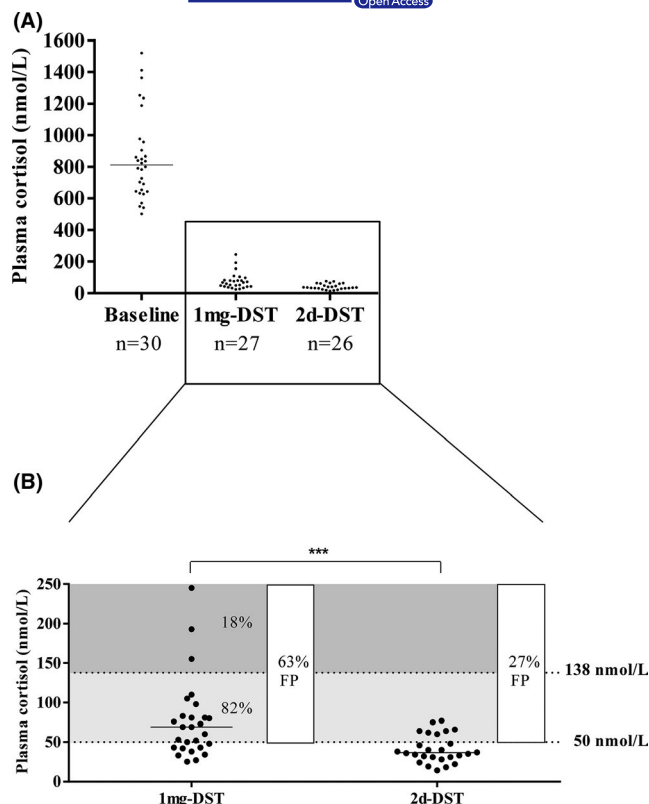 Open Access
(A)
Plasma cortisol (nmol/L)
1600
1400
1200
1000
800
600
400
200
0
Baseline 1mg-DST 2d-DST
n=30 n=27 n=26
(B)
***
Plasma cortisol (nmol/L)
250
200
150
100
50
0
18%
82%
63%
FP
27%
FP
138 nmol/L
50 nmol/L
1mg-DST 2d-DST